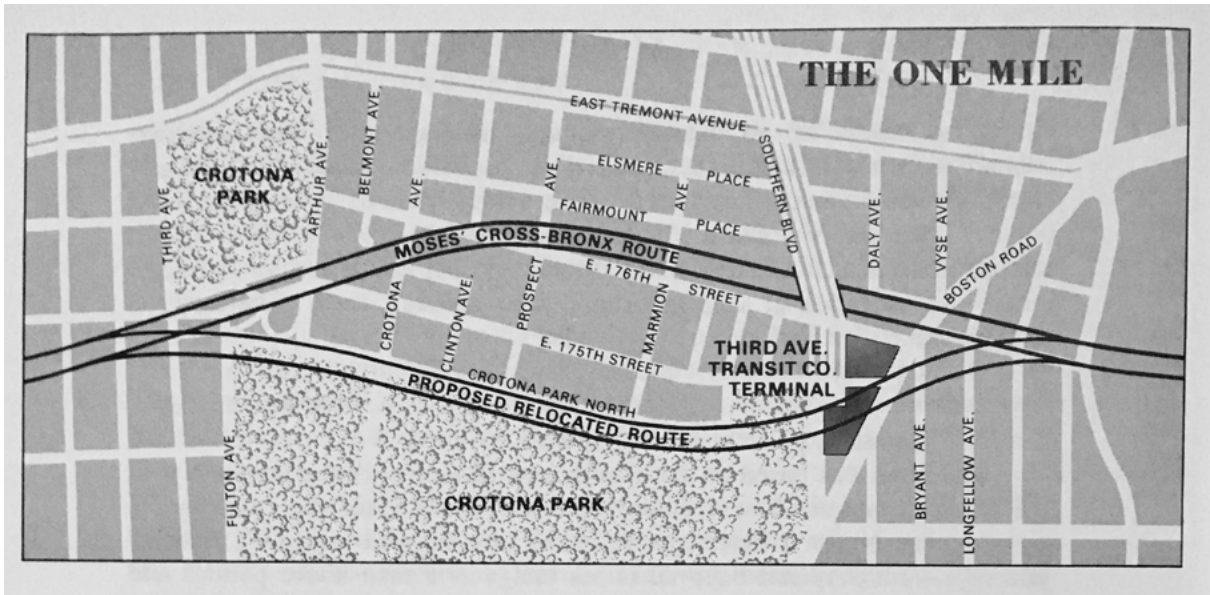 THE ONE MILE
EAST TREMONT AVENUE
CROTONA
PARK
THIRD AVE.
ARTHUR AVE.
BELMONT AVE.
AVE.
AVE.
ELSMERE PLACE
AVE.
FAIRMOUNT PLACE
SOUTHERN BLVD
DALY AVE.
VYSE AVE.
BOSTON ROAD
MOSES' CROSS-BRONX ROUTE
E. 176TH STREET
CROTONA
CLINTON AVE.
PROSPECT
MARMION
E. 175TH STREET
THIRD AVE.
TRANSIT CO.
TERMINAL
CROTONA PARK NORTH
PROPOSED RELOCATED ROUTE
FULTON AVE
CROTONA PARK
BRYANT AVE.
LONGFELLOW AVE.